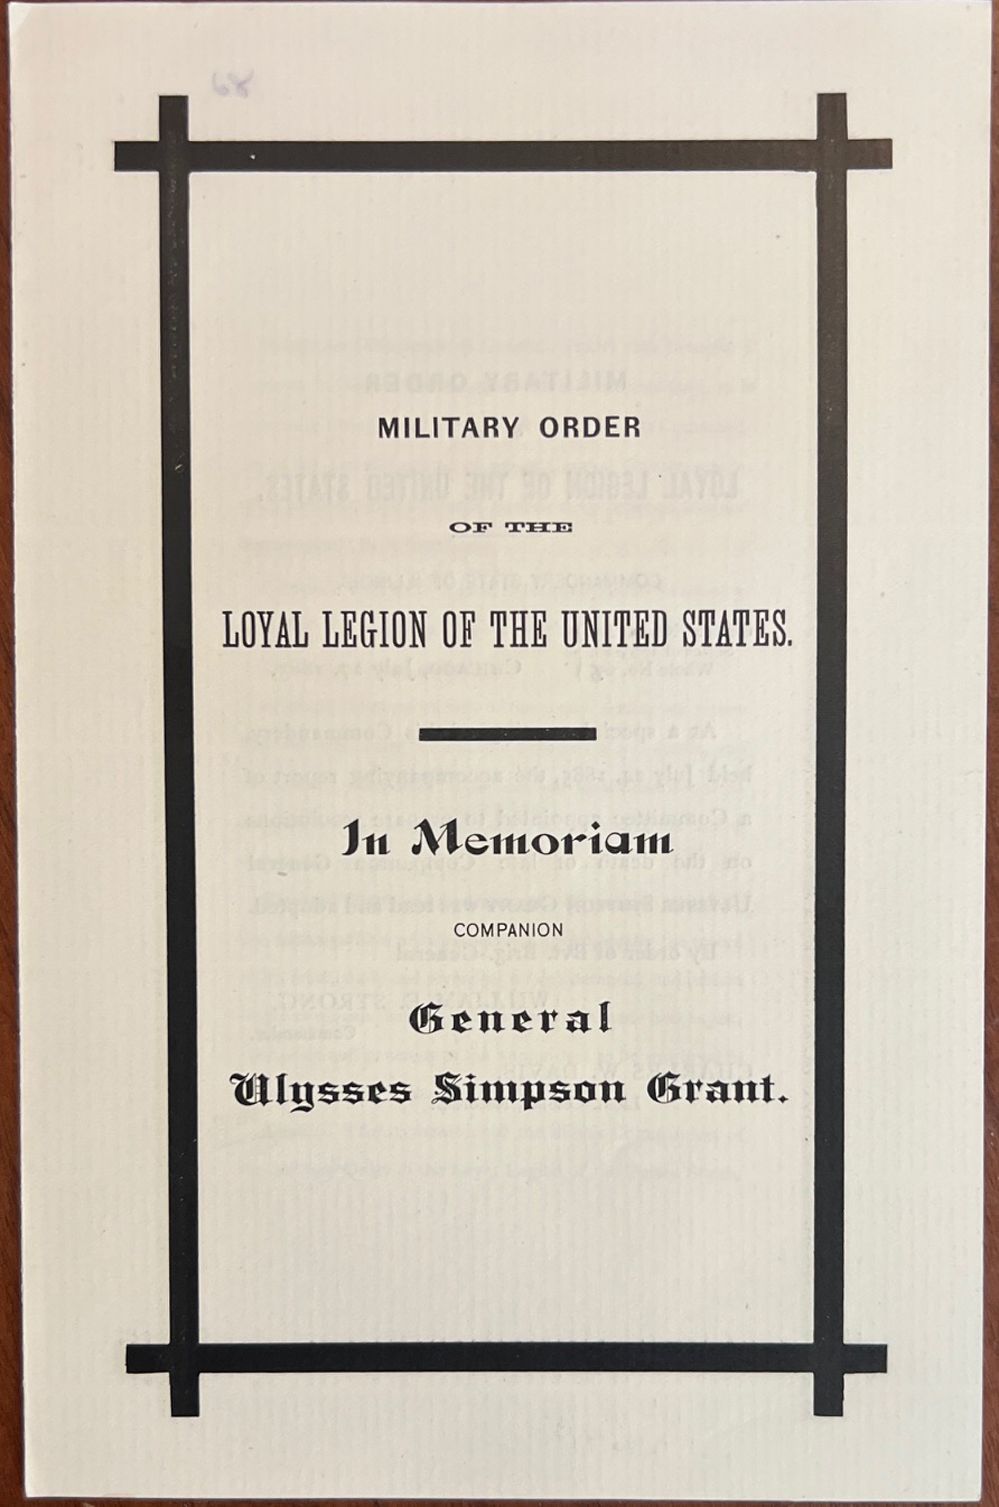 68
MILITARY ORDER
OF THE
LOYAL LEGION OF THE UNITED STATES.
In Memoriam
COMPANION
General
Ulysses Simpson Grant.